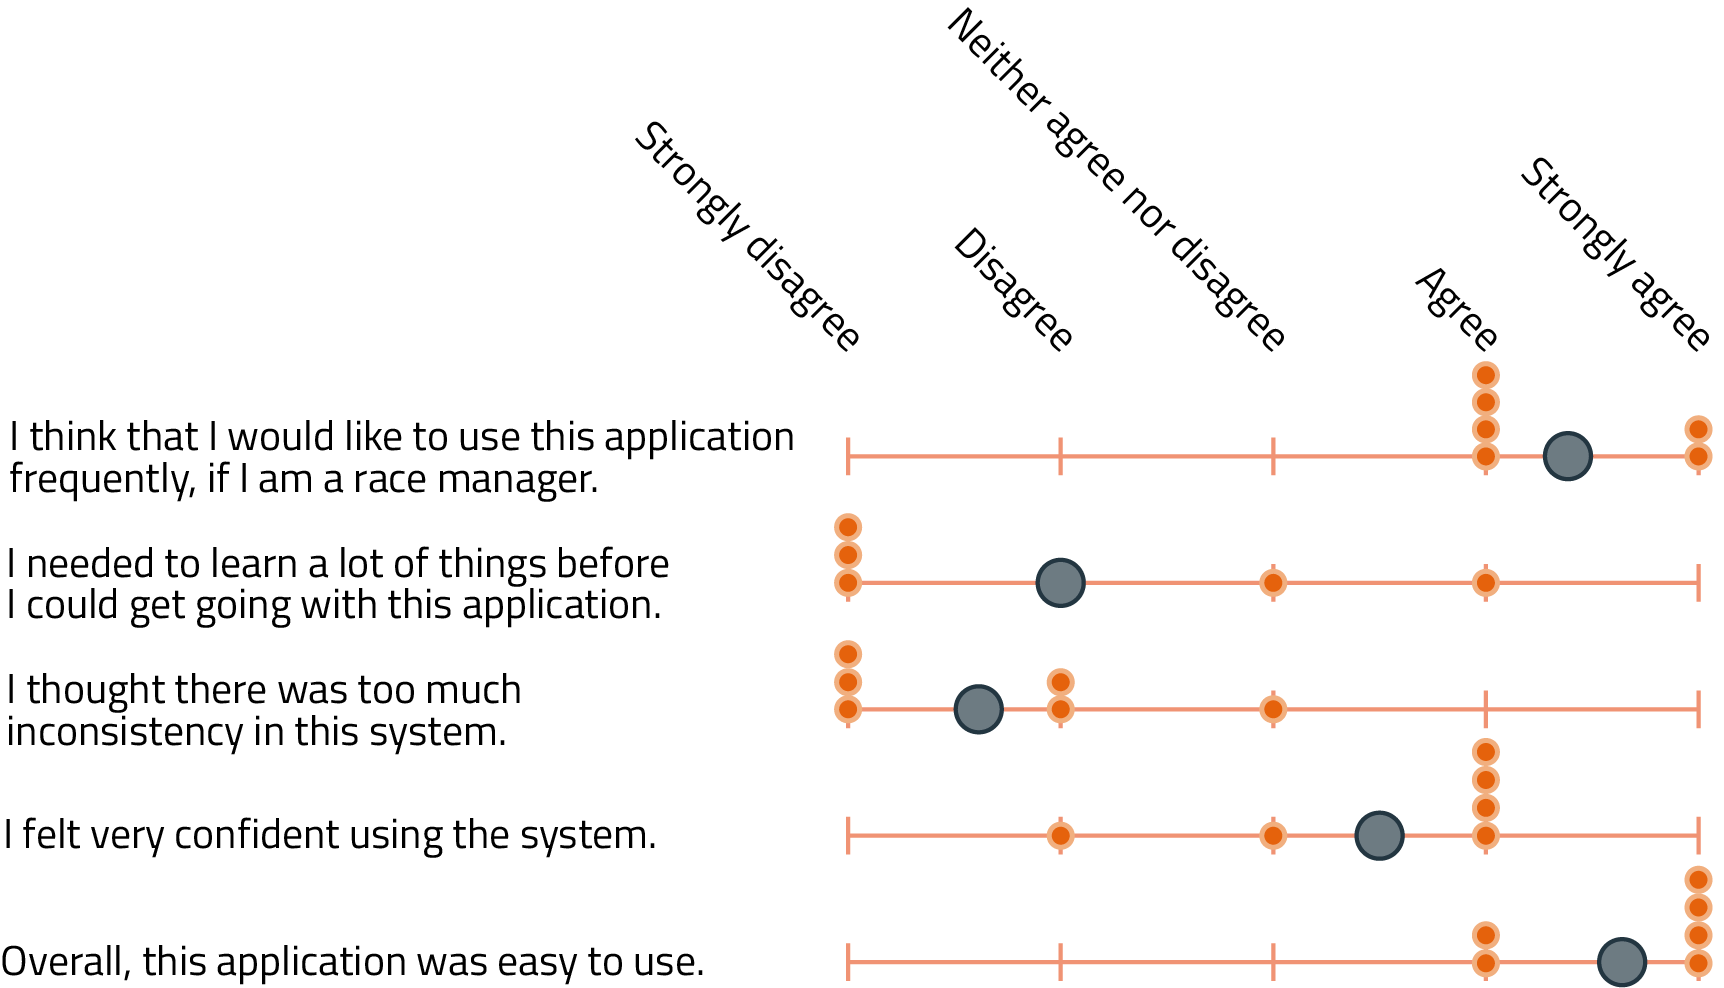 Strongly disagree
Disagree
Neither agree nor disagree
Agree
Strongly agree
I think that I would like to use this application
frequently, if I am a race manager.
I needed to learn a lot of things before
I could get going with this application.
I thought there was too much
inconsistency in this system.
I felt very confident using the system.
Overall, this application was easy to use.